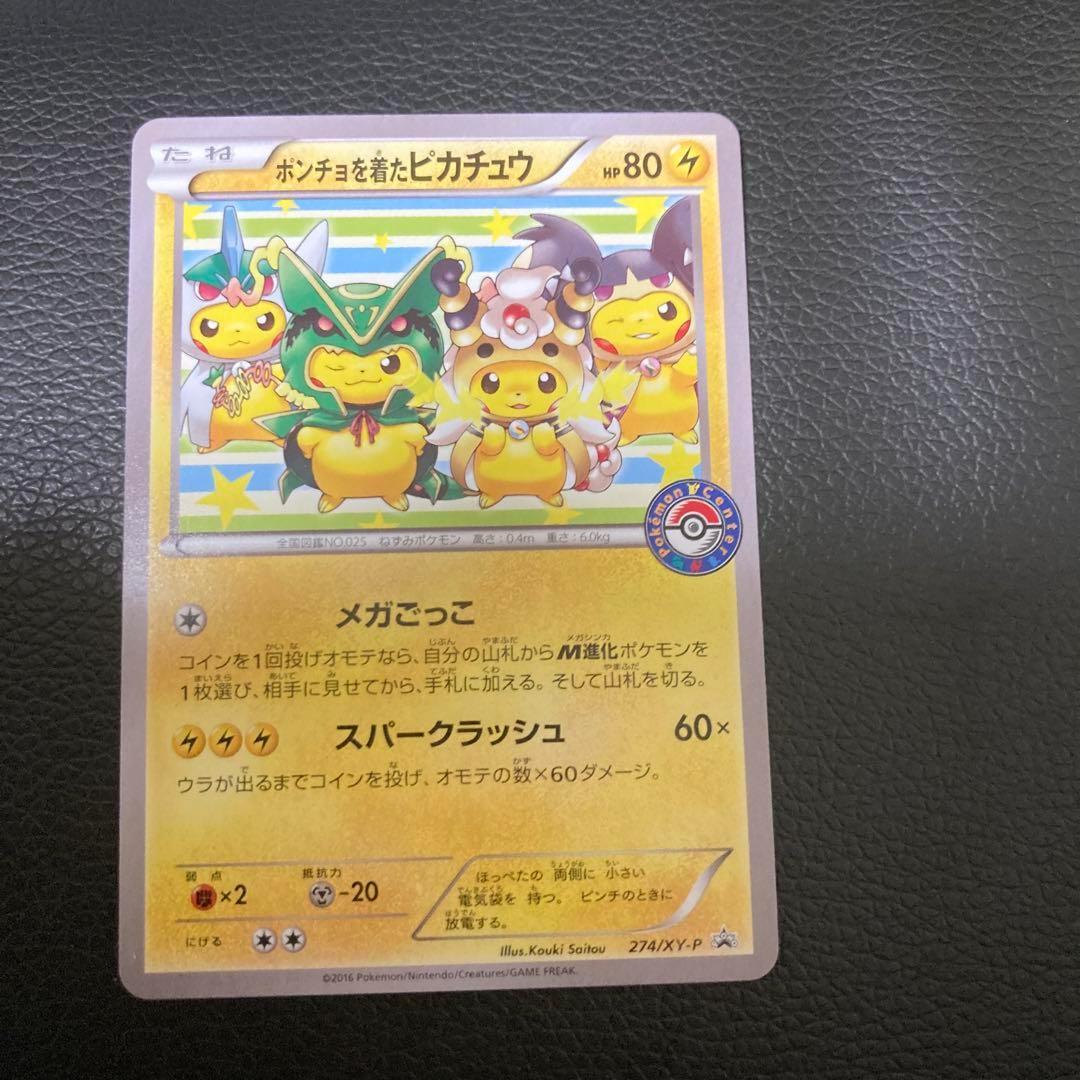 たね
ポンチョを着たピカチュウ
HP80
Pokémon Center
全国図鑑NO.025 ねずみポケモン 高さ:0.4m 重さ:6.0kg
メガごっこ
コインを1回投げオモテなら、自分の山札からM進化ポケモンを
1枚選び、相手に見せてから、手札に加える。そして山札を切る。
スパークラッシュ 60×
ウラが出るまでコインを投げ、オモテの数×60ダメージ。
弱点 抵抗力
×2 -20
にげる
ほっぺたの 両側に 小さい
電気袋を 持つ。 ピンチのときに
放電する。
Illus.Kouki Saitou 274/XY-P
©2016 Pokémon/Nintendo/Creatures/GAME FREAK.